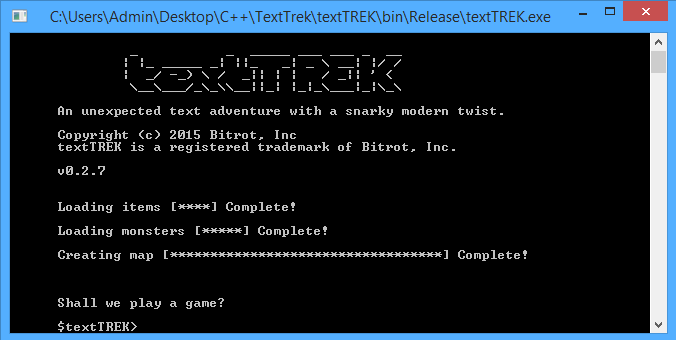 C:\Users\Admin\Desktop\C++\TextTrek\textTREK\bin\Release\textTREK.exe
textTREK
An unexpected text adventure with a snarky modern twist.
Copyright (c) 2015 Bitrot, Inc
textTREK is a registered trademark of Bitrot, Inc.
v0.2.7
Loading items [****] Complete!
Loading monsters [*****] Complete!
Creating map [**********************************] Complete!
Shall we play a game?
$textTREK>